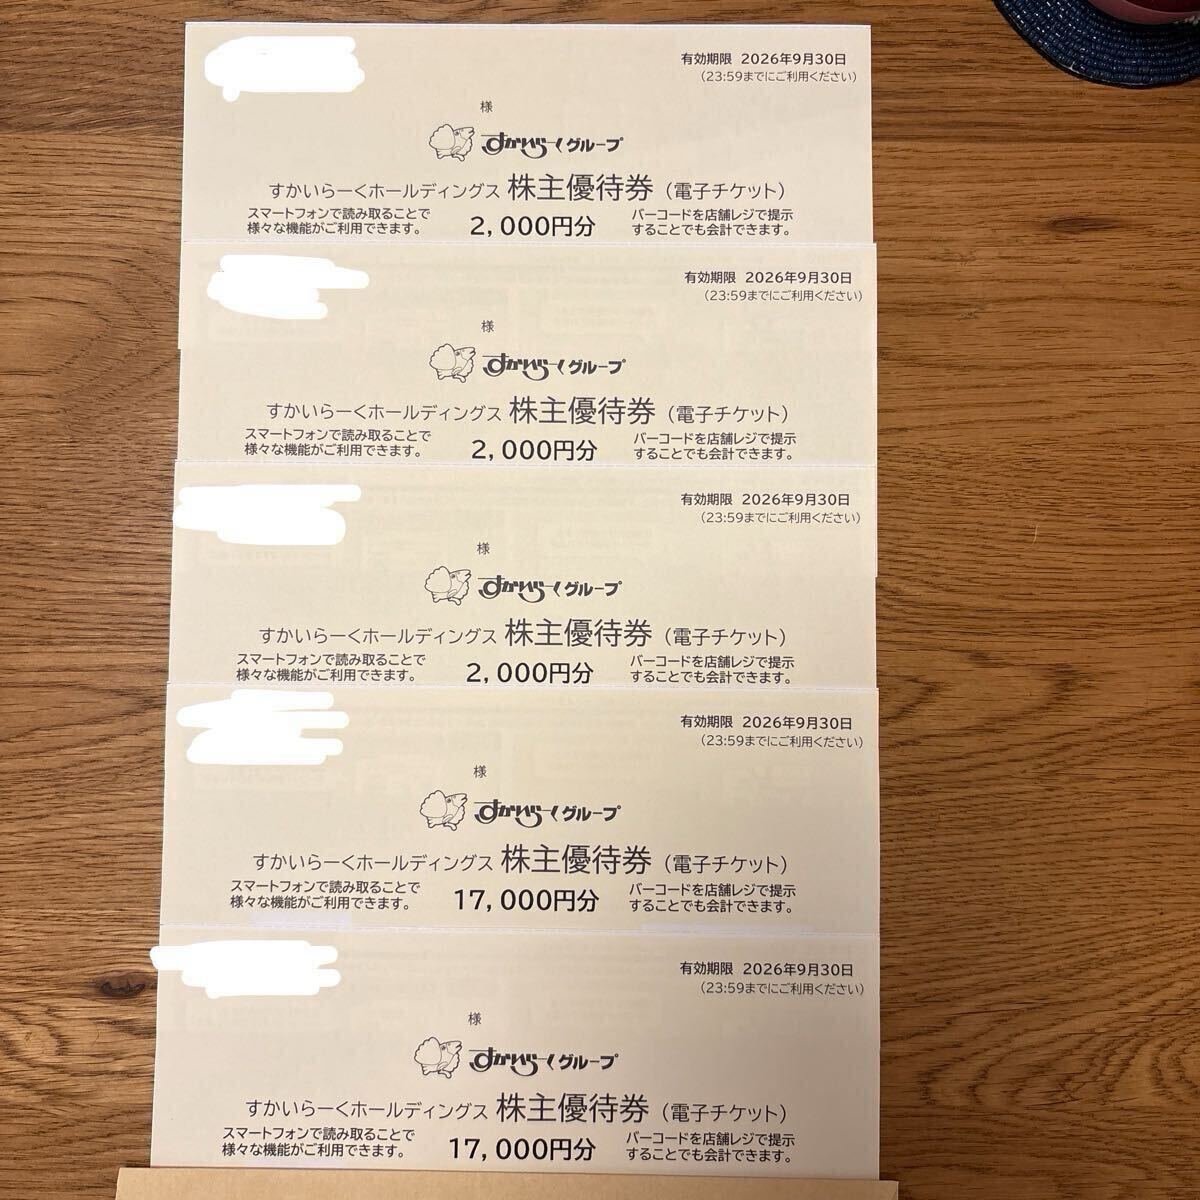 有効期限 2026年9月30日
(23:59までにご利用ください)
様
すかいらーくグループ
すかいらーくホールディングス 株主優待券(電子チケット)
スマートフォンで読み取ることで
様々な機能がご利用できます。
2,000円分
バーコードを店舗レジで提示
することでも会計できます。
有効期限 2026年9月30日
(23:59までにご利用ください)
様
すかいらーくグループ
すかいらーくホールディングス 株主優待券(電子チケット)
スマートフォンで読み取ることで
様々な機能がご利用できます。
2,000円分
バーコードを店舗レジで提示
することでも会計できます。
有効期限 2026年9月30日
(23:59までにご利用ください)
様
すかいらーくグループ
すかいらーくホールディングス 株主優待券(電子チケット)
スマートフォンで読み取ることで
様々な機能がご利用できます。
2,000円分
バーコードを店舗レジで提示
することでも会計できます。
有効期限 2026年9月30日
(23:59までにご利用ください)
様
すかいらーくグループ
すかいらーくホールディングス 株主優待券(電子チケット)
スマートフォンで読み取ることで
様々な機能がご利用できます。
17,000円分
バーコードを店舗レジで提示
することでも会計できます。
有効期限 2026年9月30日
(23:59までにご利用ください)
様
すかいらーくグループ
すかいらーくホールディングス 株主優待券(電子チケット)
スマートフォンで読み取ることで
様々な機能がご利用できます。
17,000円分
バーコードを店舗レジで提示
することでも会計できます。